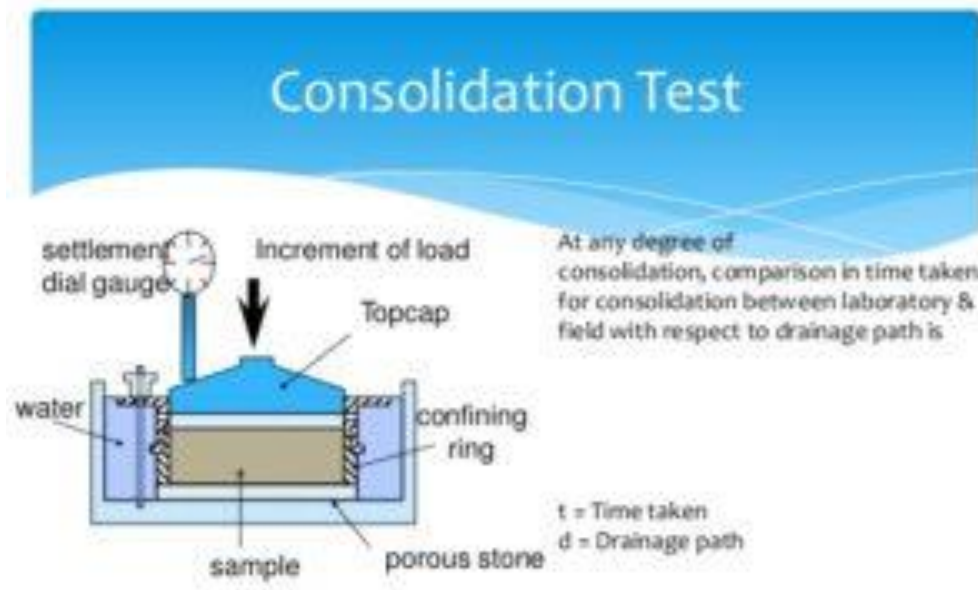 Consolidation Test
settlement
dial gauge
Increment of load
Topcap
water
confining
ring
sample
porous stone
At any degree of
consolidation, comparison in time taken
for consolidation between laboratory &
field with respect to drainage path is
t = Time taken
d = Drainage path